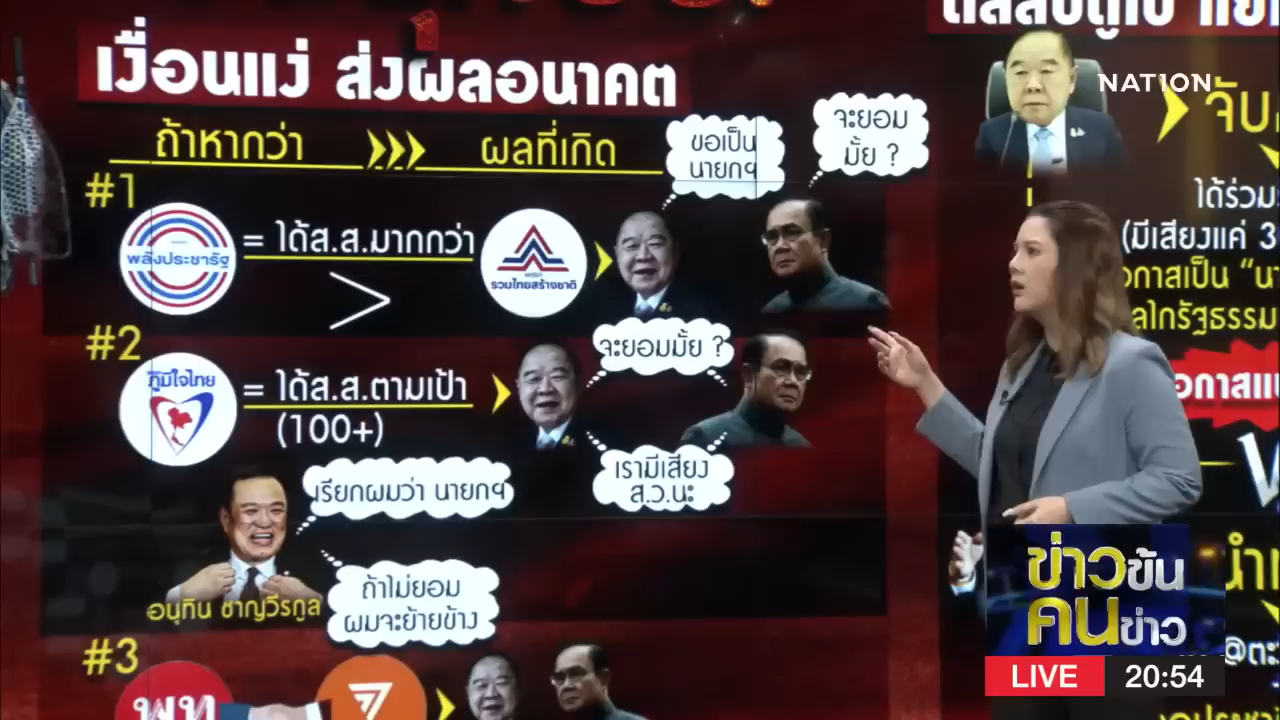 เงื่อนแง่ ส่งผลอนาคต
ถ้าหากว่า
ผลที่เกิด
ขอเป็น
นายกฯ
จะยอม
มั้ย ?
#1
พลังประชารัฐ
= ได้ส.ส.มากกว่า
>
รวมไทยสร้างชาติ
#2
ภูมิใจไทย
= ได้ส.ส.ตามเป้า
(100+)
จะยอมมั้ย ?
เรามีเสียง
ส.ว.นะ
เรียกผมว่า นายกฯ
อนุทิน ชาญวีรกูล
ถ้าไม่ยอม
ผมจะย้ายข้าง
#3
พท
NATION
ได้ร่วม
(มีเสียงแค่ 3
ข่าวข้น
คนข่าว
LIVE 20:54